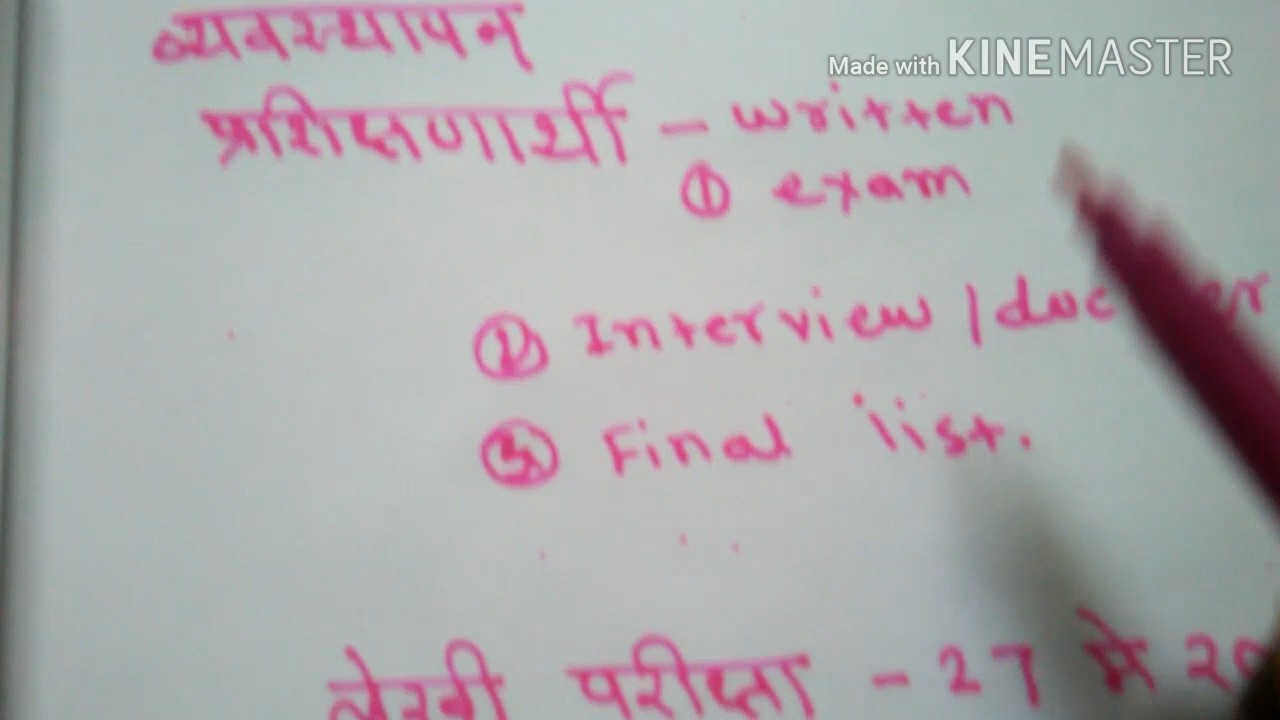 व्यवस्थापन
Made with KINEMASTER
प्रशिक्षणार्थी - written
① exam
② Interview /
③ Final list.
लेखी परीक्षा - 27 मे